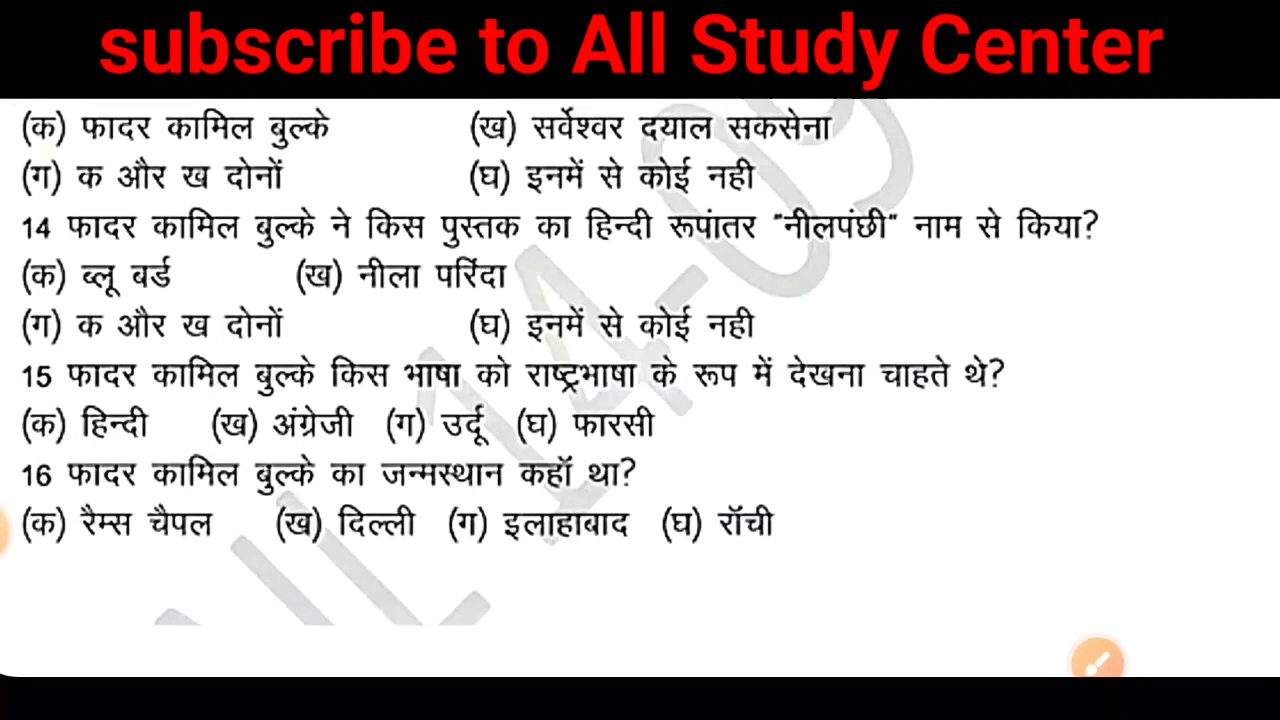 subscribe to All Study Center
(क) फादर कामिल बुल्के (ख) सर्वेश्वर दयाल सकसेना
(ग) क और ख दोनों (घ) इनमें से कोई नही
14 फादर कामिल बुल्के ने किस पुस्तक का हिन्दी रूपांतर "नीलपंछी" नाम से किया?
(क) ब्लू बर्ड (ख) नीला परिंदा
(ग) क और ख दोनों (घ) इनमें से कोई नही
15 फादर कामिल बुल्के किस भाषा को राष्ट्रभाषा के रूप में देखना चाहते थे?
(क) हिन्दी (ख) अंग्रेजी (ग) उर्दू (घ) फारसी
16 फादर कामिल बुल्के का जन्मस्थान कहॉ था?
(क) रैम्स चैपल (ख) दिल्ली (ग) इलाहाबाद (घ) रॉची